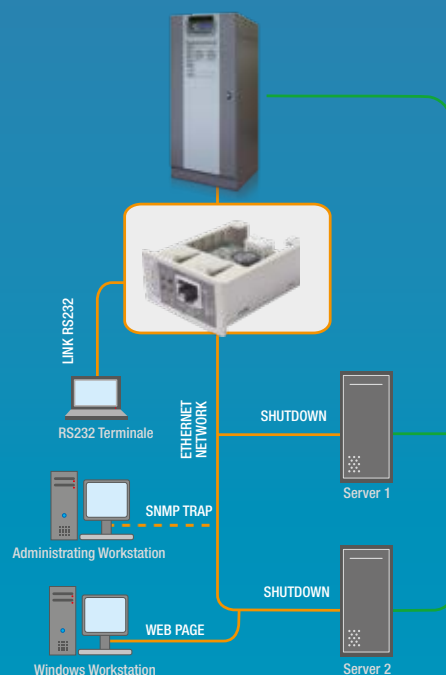 LINK RS232
RS232 Terminale
ETHERNET
NETWORK
SHUTDOWN
Server 1
SNMP TRAP
Administrating Workstation
SHUTDOWN
WEB PAGE
Windows Workstation
Server 2